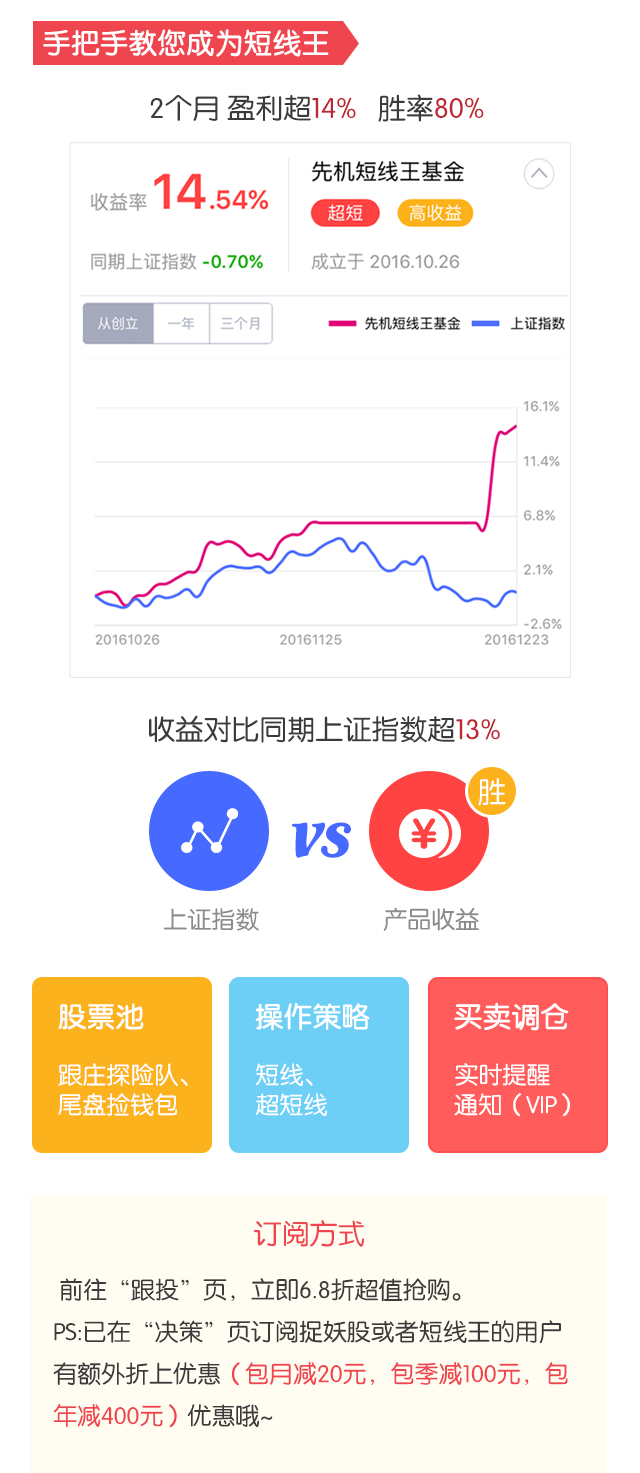 手把手教您成为短线王
2个月 盈利超14% 胜率80%
收益率 14.54%
同期上证指数 -0.70%
先机短线王基金
超短 高收益
成立于 2016.10.26
从创立 一年 三个月
先机短线王基金 上证指数
16.1%
11.4%
6.8%
2.1%
-2.6%
20161026 20161125 20161223
收益对比同期上证指数超13%
胜
¥
vs
上证指数 产品收益
股票池
跟庄探险队、
尾盘捡钱包
操作策略
短线、
超短线
买卖调仓
实时提醒
通知（VIP）
订阅方式
前往“跟投”页，立即6.8折超值抢购。
PS:已在“决策”页订阅捉妖股或者短线王的用户
有额外折上优惠（包月减20元，包季减100元，包
年减400元）优惠哦~